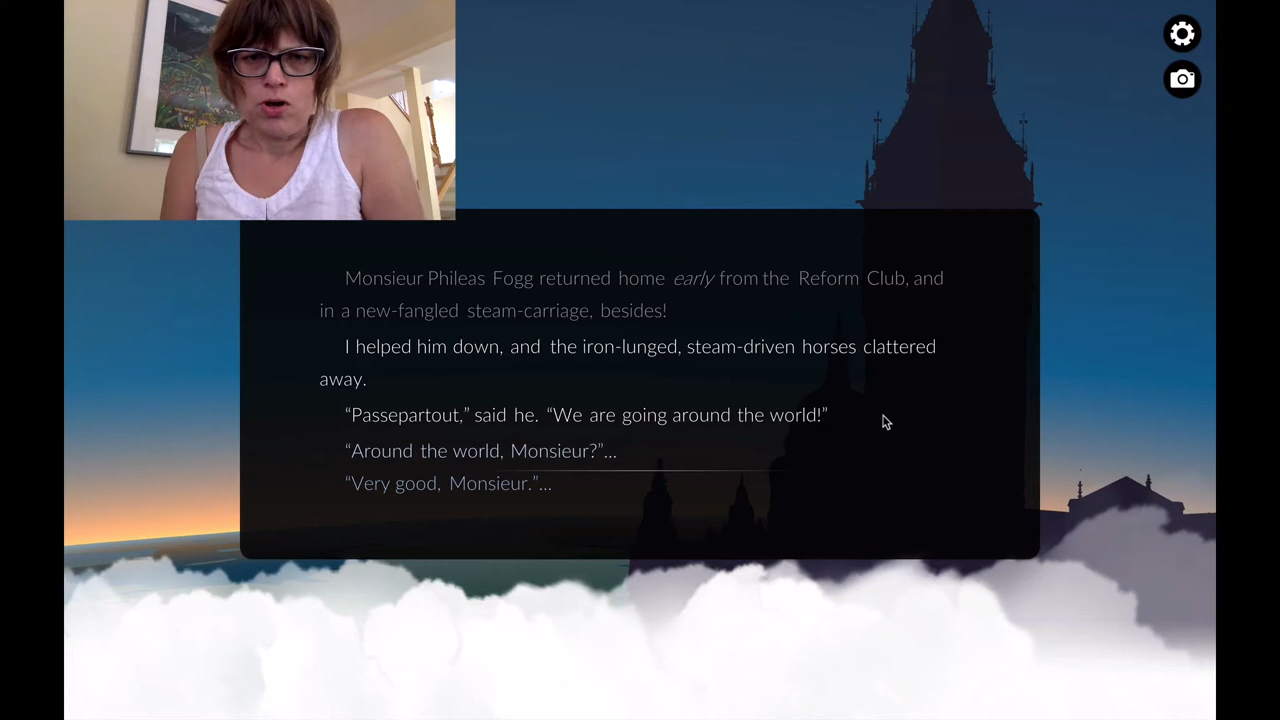 Monsieur Phileas Fogg returned home early from the Reform Club, and
in a new-fangled steam-carriage, besides!
I helped him down, and the iron-lunged, steam-driven horses clattered
away.
“Passepartout,” said he. “We are going around the world!”
“Around the world, Monsieur?”...
“Very good, Monsieur.”...